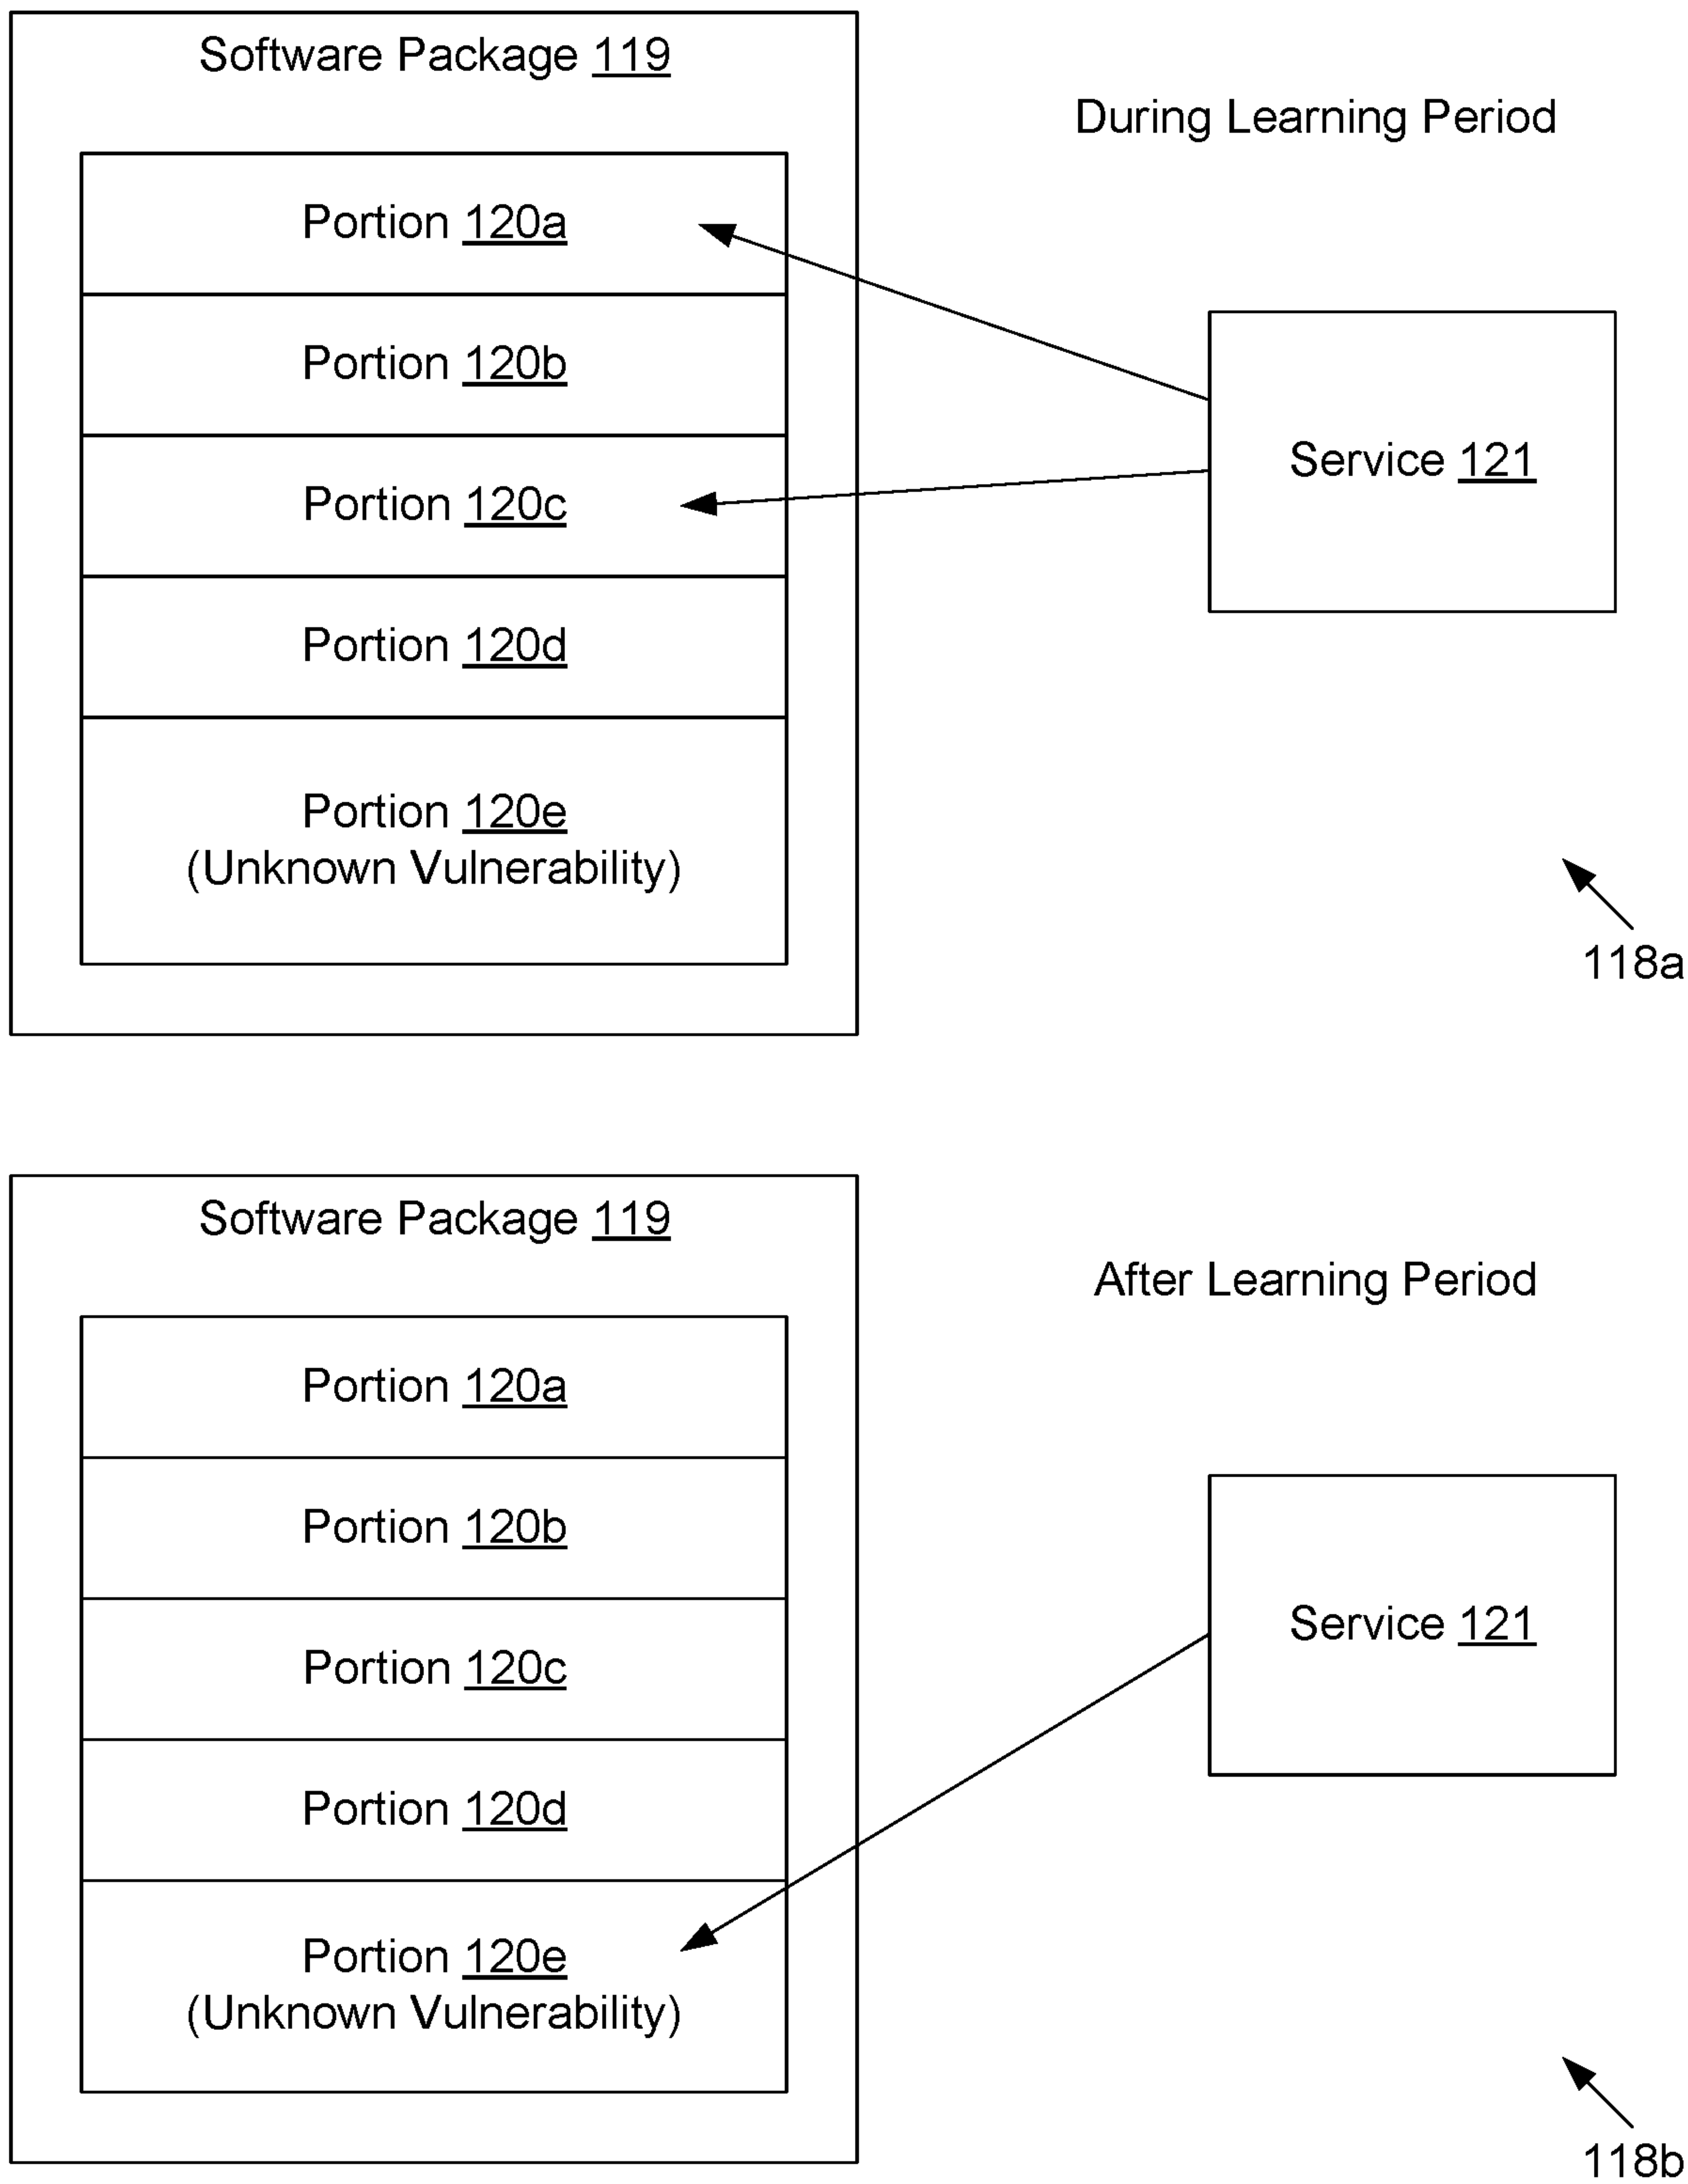 Software Package 119
During Learning Period
Portion 120a
Portion 120b
Service 121
Portion 120c
Portion 120d
Portion 120e
(Unknown Vulnerability)
118a
Software Package 119
After Learning Period
Portion 120a
Portion 120b
Service 121
Portion 120c
Portion 120d
Portion 120e
(Unknown Vulnerability)
118b